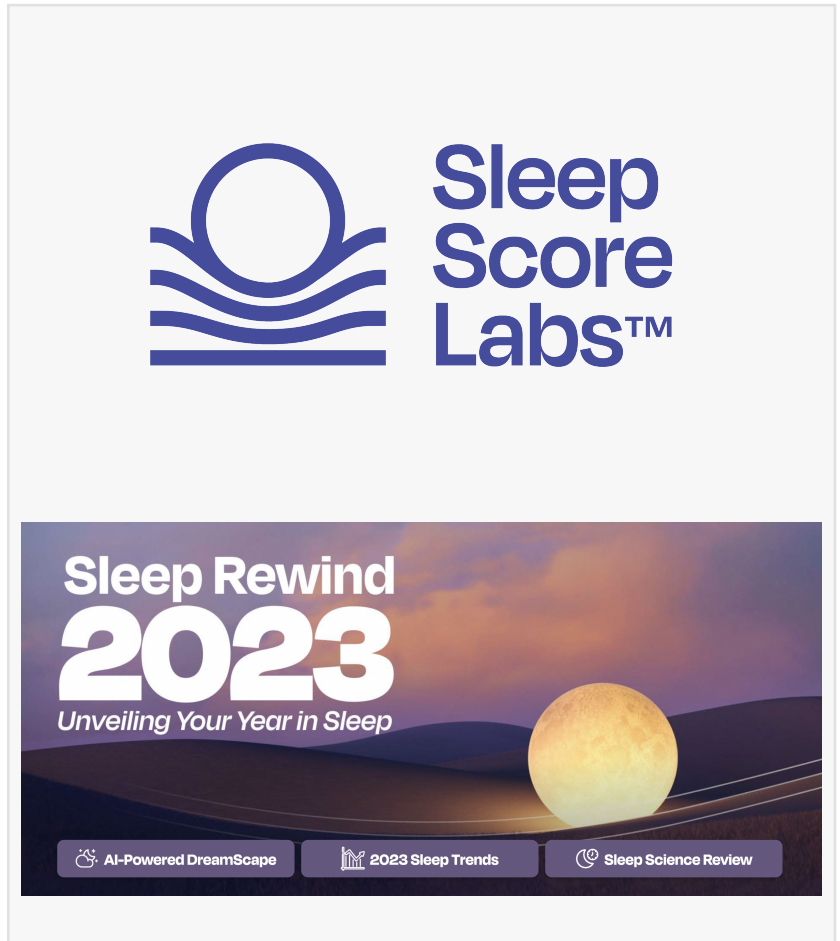 Sleep
Score
Labs™
Sleep Rewind
2023
Unveiling Your Year in Sleep
AI-Powered DreamScape
2023 Sleep Trends
Sleep Science Review